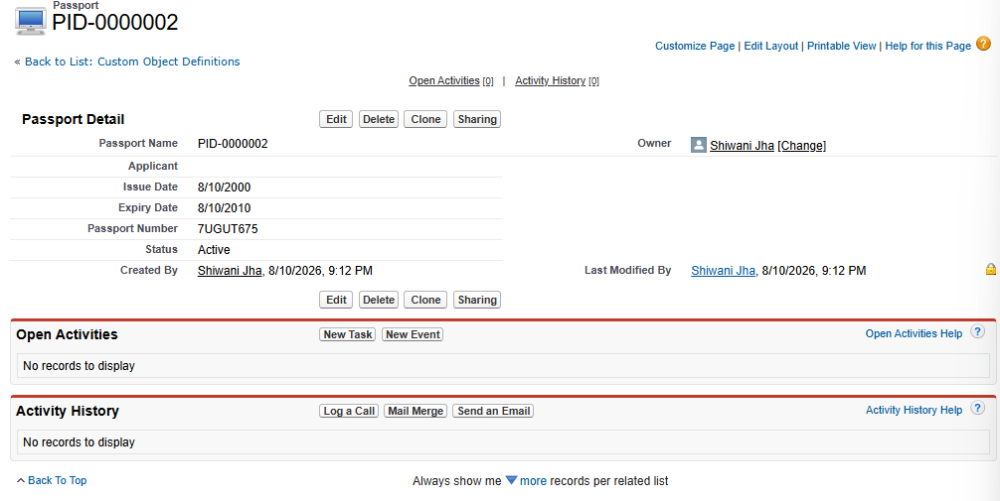 Passport
PID-0000002
Customize Page | Edit Layout | Printable View | Help for this Page ?
« Back to List: Custom Object Definitions
Open Activities [0] | Activity History [0]
Passport Detail Edit Delete Clone Sharing
Passport Name PID-0000002 Owner Shiwani Jha [Change]
Applicant
Issue Date 8/10/2000
Expiry Date 8/10/2010
Passport Number 7UGUT675
Status Active
Created By Shiwani Jha, 8/10/2026, 9:12 PM Last Modified By Shiwani Jha, 8/10/2026, 9:12 PM
Edit Delete Clone Sharing
Open Activities New Task New Event Open Activities Help ?
No records to display
Activity History Log a Call Mail Merge Send an Email Activity History Help ?
No records to display
Back To Top Always show me more records per related list